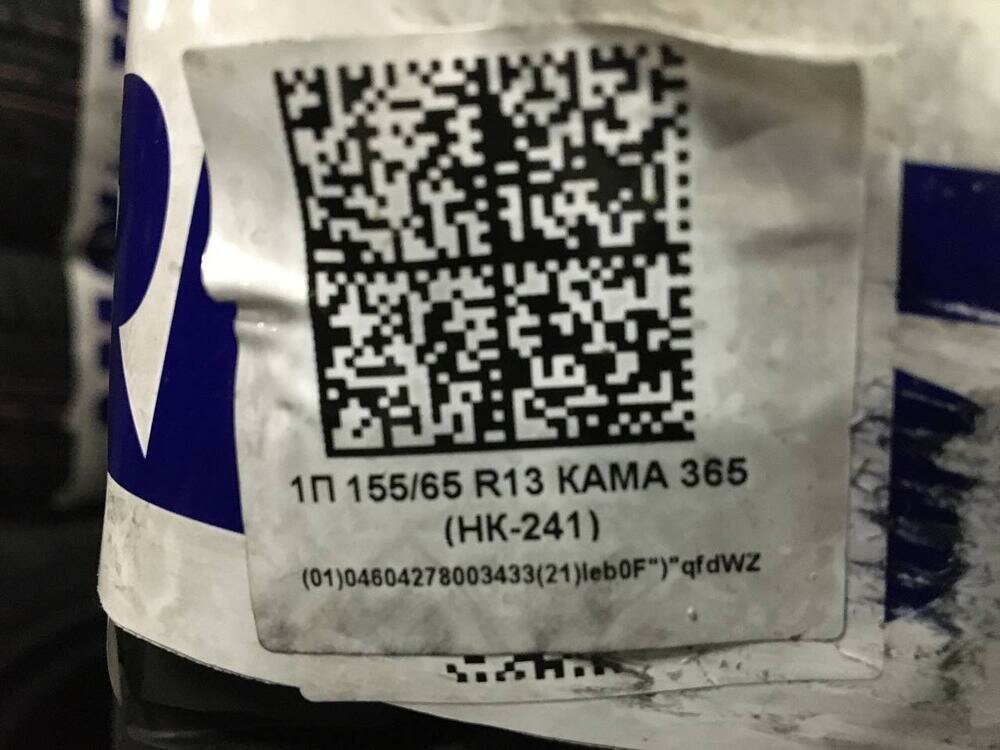 1П 155/65 R13 КАМА 365
(НК-241)
(01)04604278003433(21)leb0F")"qfdWZ